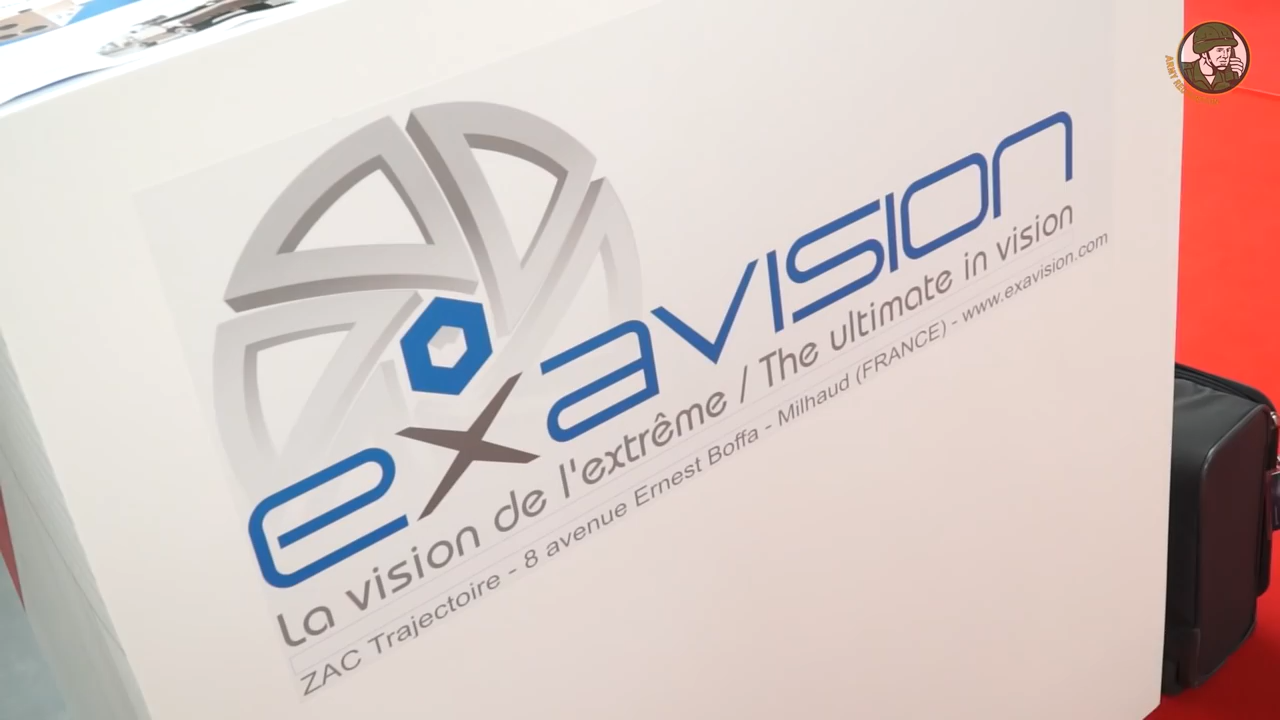 exavision
La vision de l'extrême / The ultimate in vision
ZAC Trajectoire - 8 avenue Ernest Boffa - Milhaud (FRANCE) - www.exavision.com
ARMY